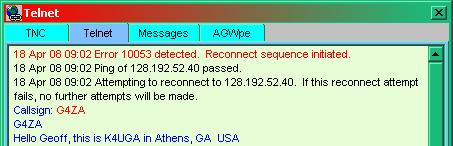 Telnet
TNC Telnet Messages AGWpe
18 Apr 08 09:02 Error 10053 detected.  Reconnect sequence initiated.
18 Apr 08 09:02 Ping of 128.192.52.40  passed.
18 Apr 08 09:02 Attempting to reconnect to 128.192.52.40.  If this reconnect attempt
fails, no further attempts will be made.
Callsign: G4ZA
G4ZA
Hello Geoff, this is K4UGA in Athens, GA  USA